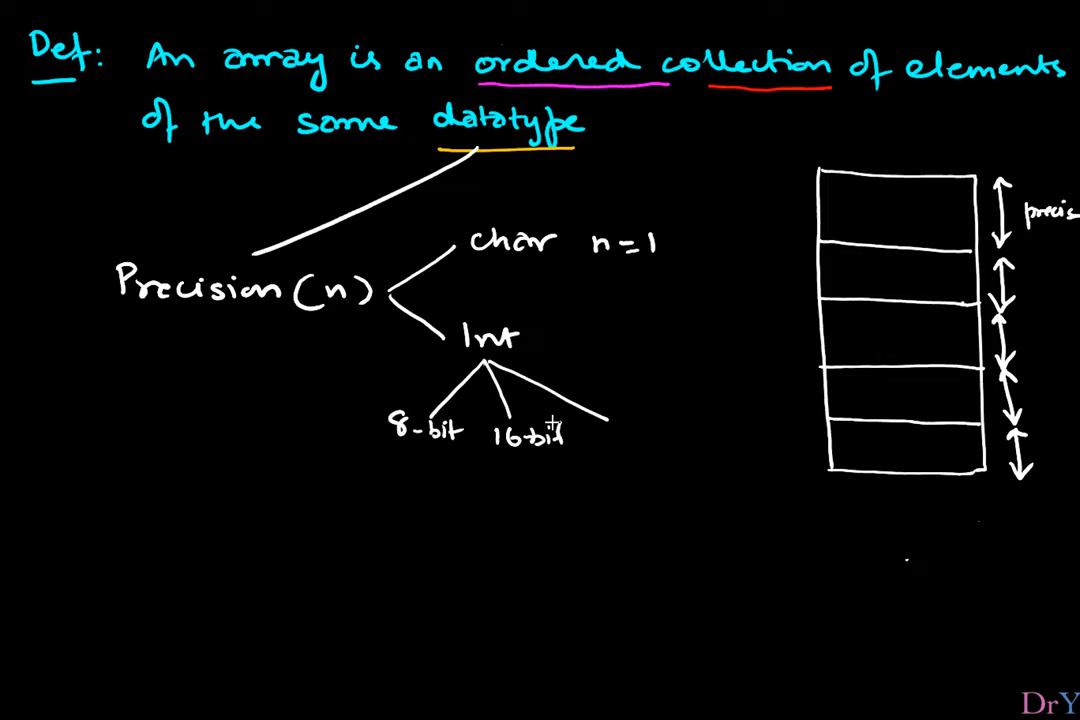 Def: An array is an ordered collection of elements
of the same datatype
precis
char n=1
Precision (n)
Int
8-bit 16-bit
DrY